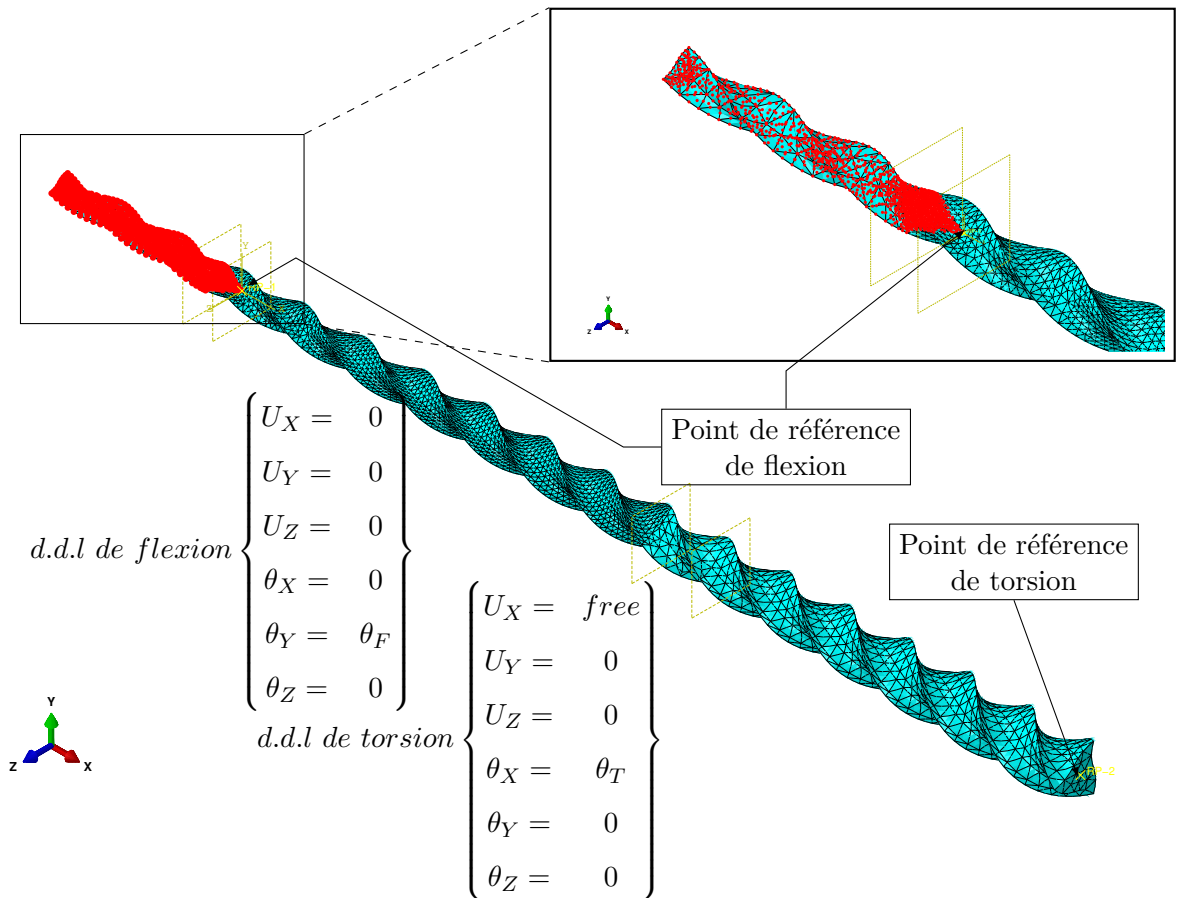 Y
Z
X
Point de référence
de flexion
d.d.l de flexion
U_X = 0
U_Y = 0
U_Z = 0
θ_X = 0
θ_Y = θ_F
θ_Z = 0
Point de référence
de torsion
d.d.l de torsion
U_X = free
U_Y = 0
U_Z = 0
θ_X = θ_T
θ_Y = 0
θ_Z = 0
Y
Z
X
RP-2